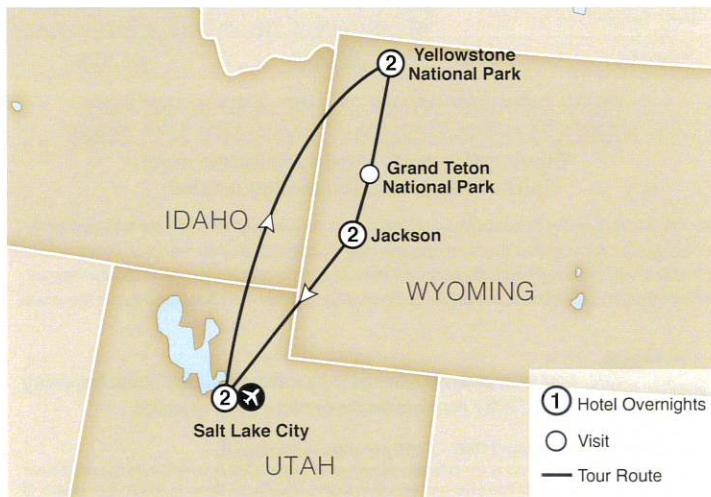 2
Yellowstone
National Park
Grand Teton
National Park
IDAHO
2
Jackson
WYOMING
2
Salt Lake City
UTAH
1 Hotel Overnights
Visit
Tour Route